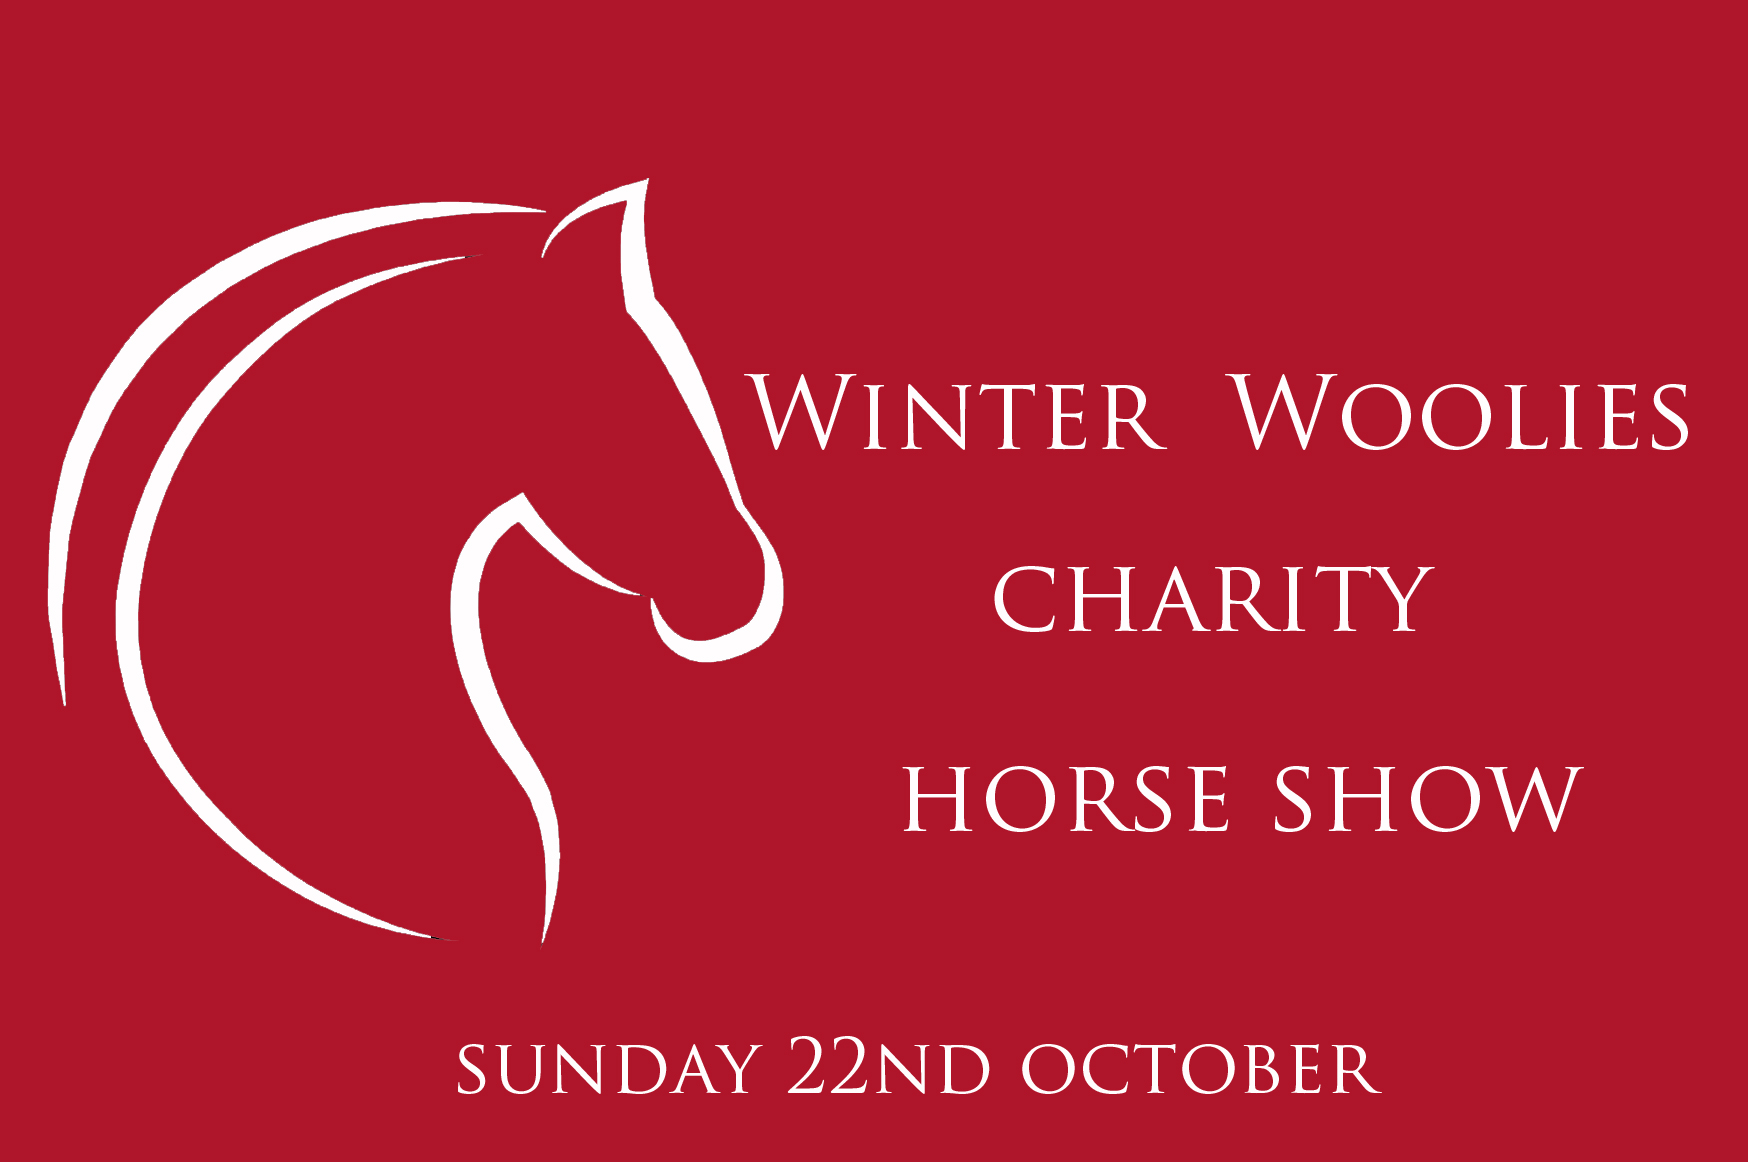 Winter Woolies
charity
horse show
sunday 22nd october